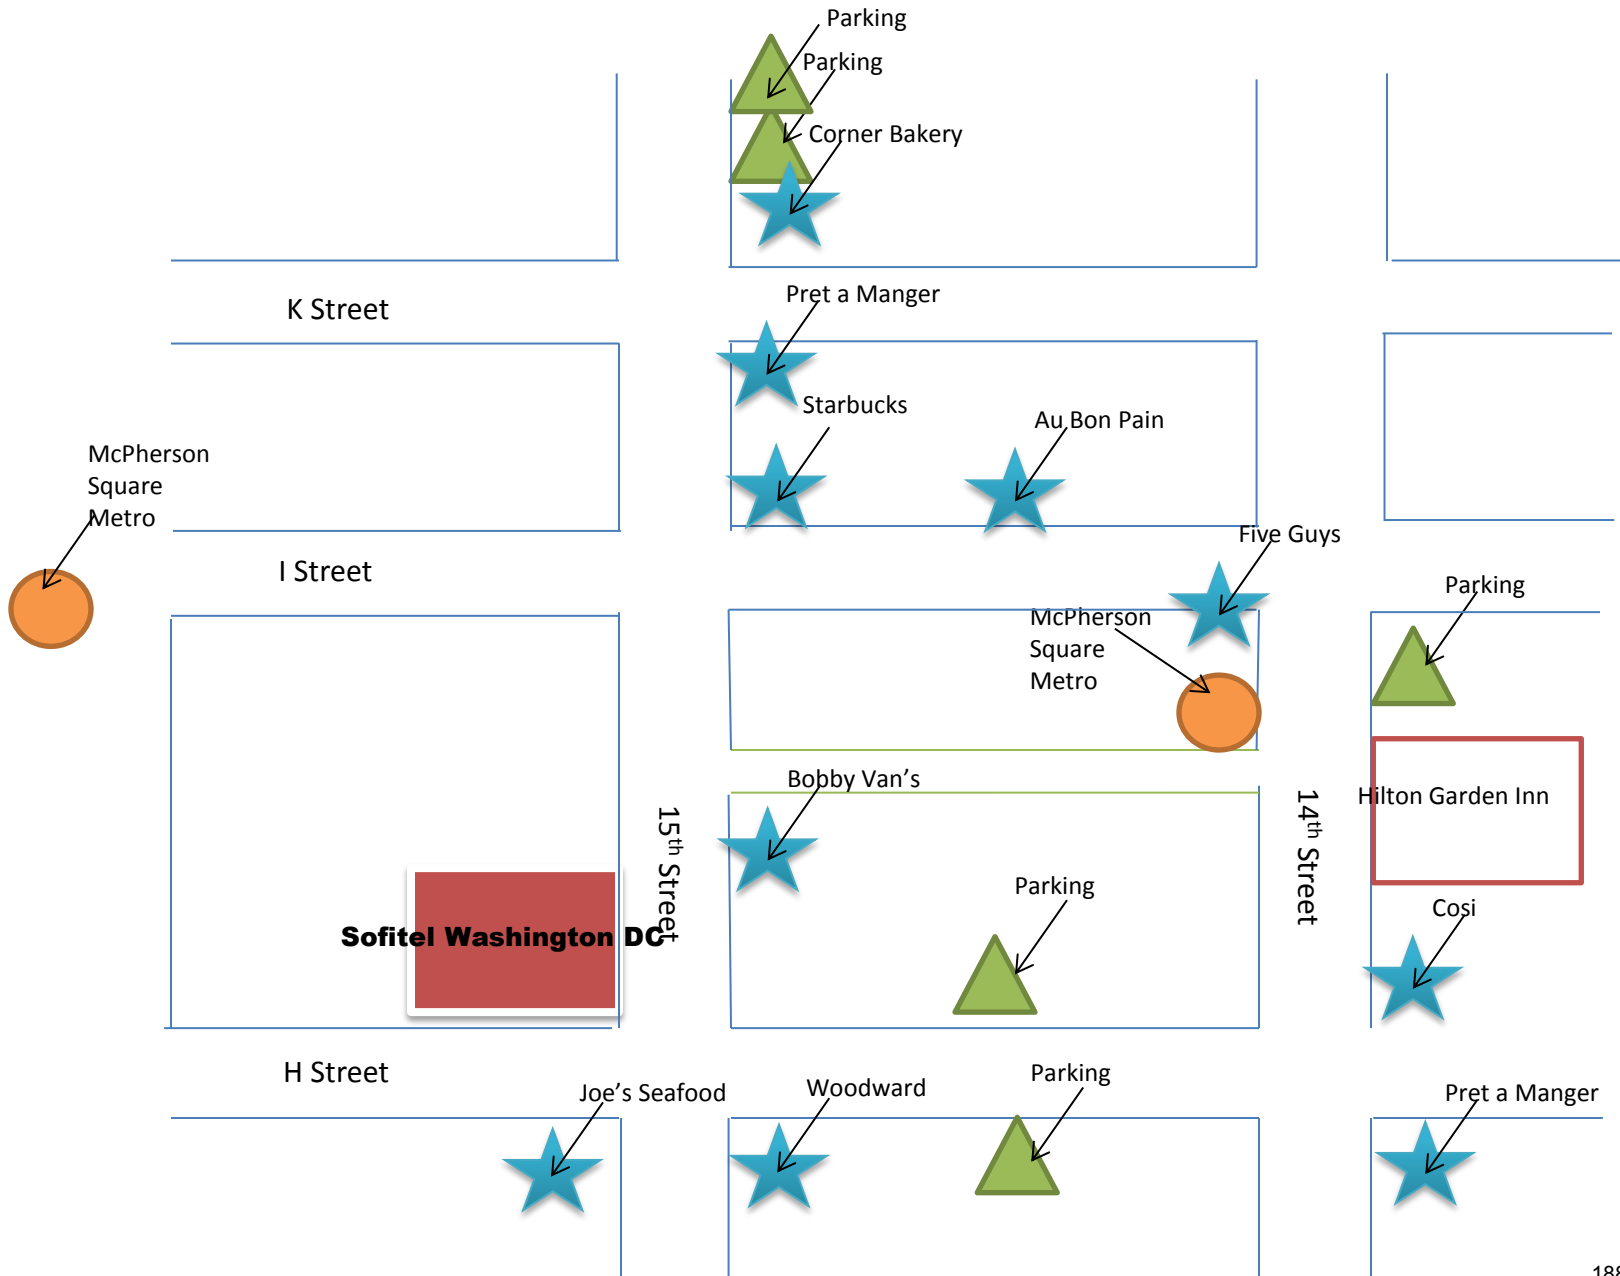 Parking
Parking
Corner Bakery
K Street
Pret a Manger
Starbucks
Au Bon Pain
McPherson
Square
Metro
Five Guys
I Street
Parking
McPherson
Square
Metro
Bobby Van's
15th Street
14th Street
Hilton Garden Inn
Parking
Cosi
Sofitel Washington DC
H Street
Joe's Seafood
Woodward
Parking
Pret a Manger
188